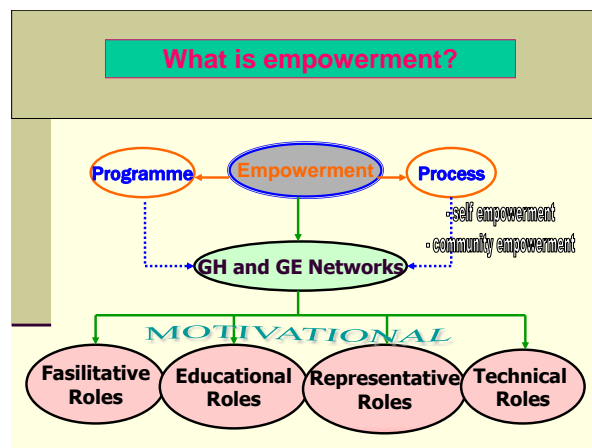 What is empowerment?
Programme
Empowerment
Process
- self empowerment
- community empowerment
GH and GE Networks
MOTIVATIONAL
Fasilitative
Roles
Educational
Roles
Representative
Roles
Technical
Roles